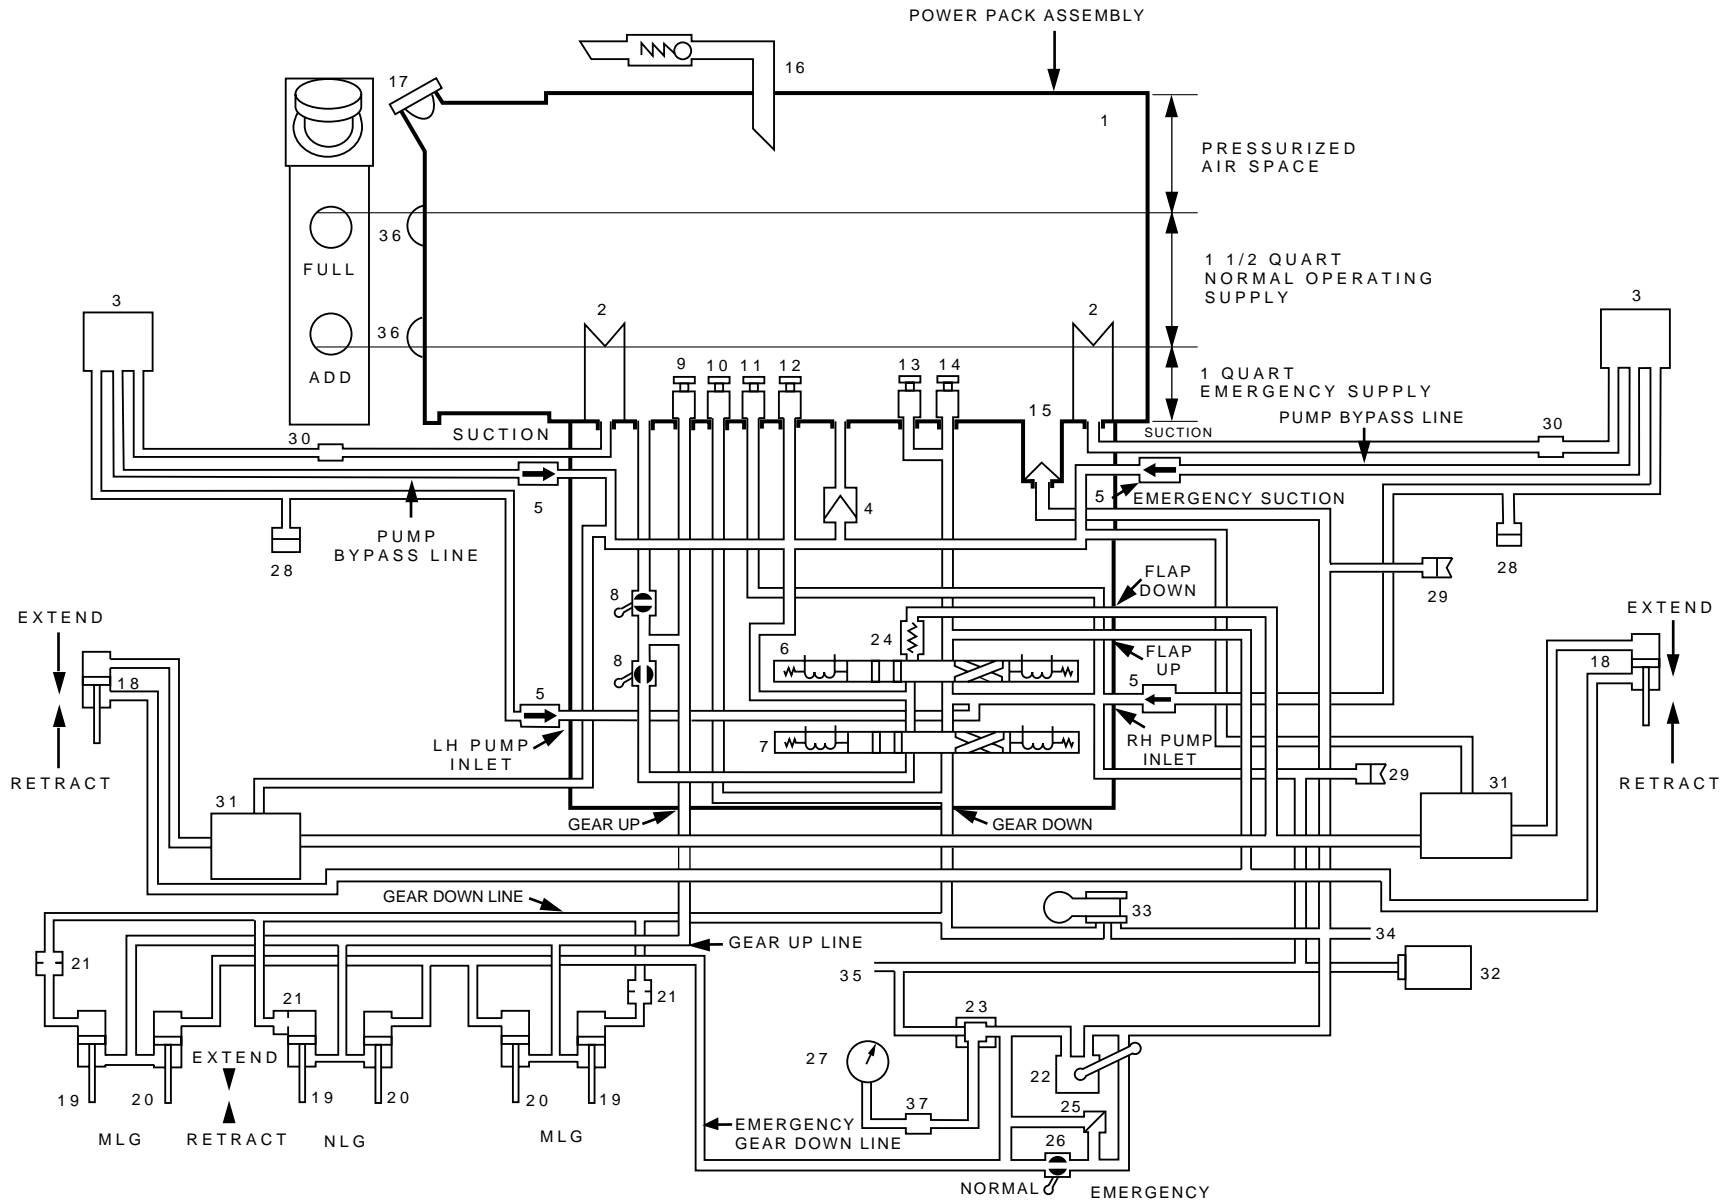 POWER PACK ASSEMBLY
16
17
1
PRESSURIZED
AIR SPACE
36
FULL
1 1/2 QUART
NORMAL OPERATING
SUPPLY
3
2
2
3
36
ADD
9
10
11
12
13
14
1 QUART
EMERGENCY SUPPLY
15
PUMP BYPASS LINE
30
SUCTION
SUCTION
30
5
4
5
EMERGENCY SUCTION
PUMP
BYPASS LINE
28
28
29
FLAP
DOWN
8
EXTEND
EXTEND
24
6
FLAP
UP
8
18
18
5
5
7
LH PUMP
INLET
RH PUMP
INLET
29
RETRACT
RETRACT
31
31
GEAR UP
GEAR DOWN
GEAR DOWN LINE
33
GEAR UP LINE
34
21
35
32
21
21
23
27
EXTEND
22
19
20
19
20
20
19
37
25
MLG
RETRACT
NLG
MLG
EMERGENCY
GEAR DOWN LINE
26
NORMAL
EMERGENCY